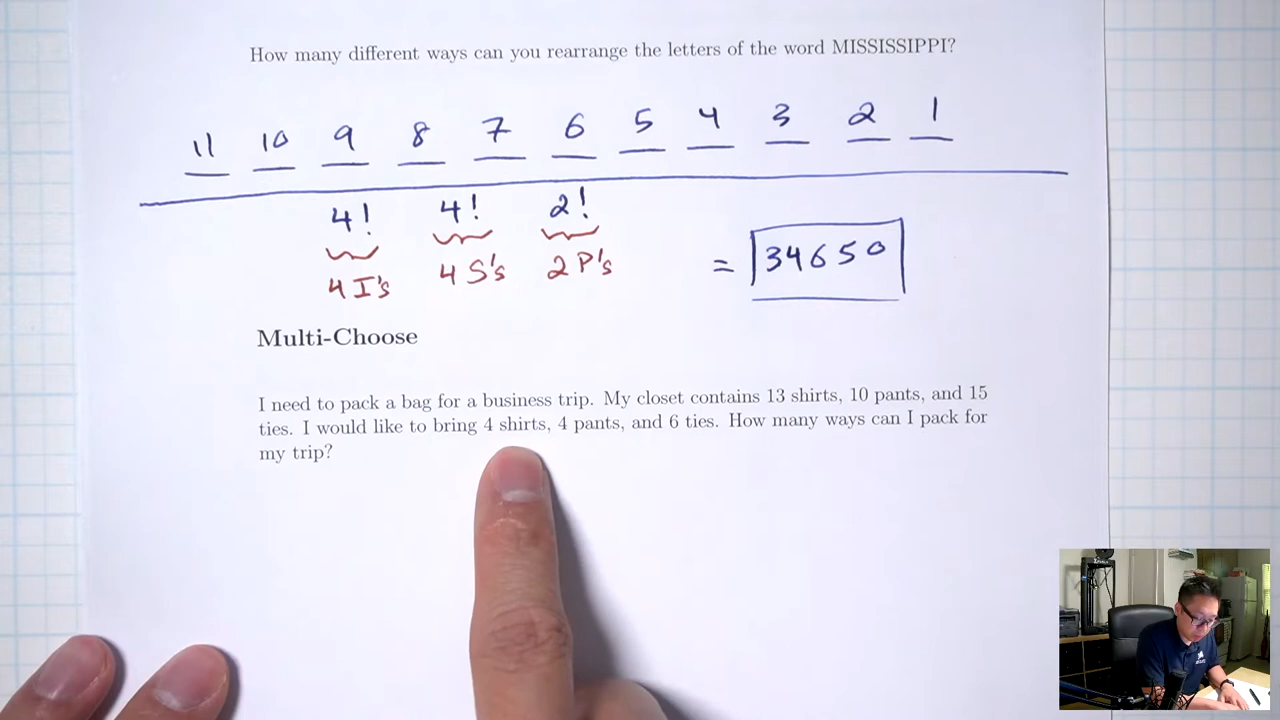 How many different ways can you rearrange the letters of the word MISSISSIPPI?
11 10 9 8 7 6 5 4 3 2 1
4! 4! 2!
4 I's 4 S's 2 P's = 34650
Multi-Choose
I need to pack a bag for a business trip. My closet contains 13 shirts, 10 pants, and 15
ties. I would like to bring 4 shirts, 4 pants, and 6 ties. How many ways can I pack for
my trip?